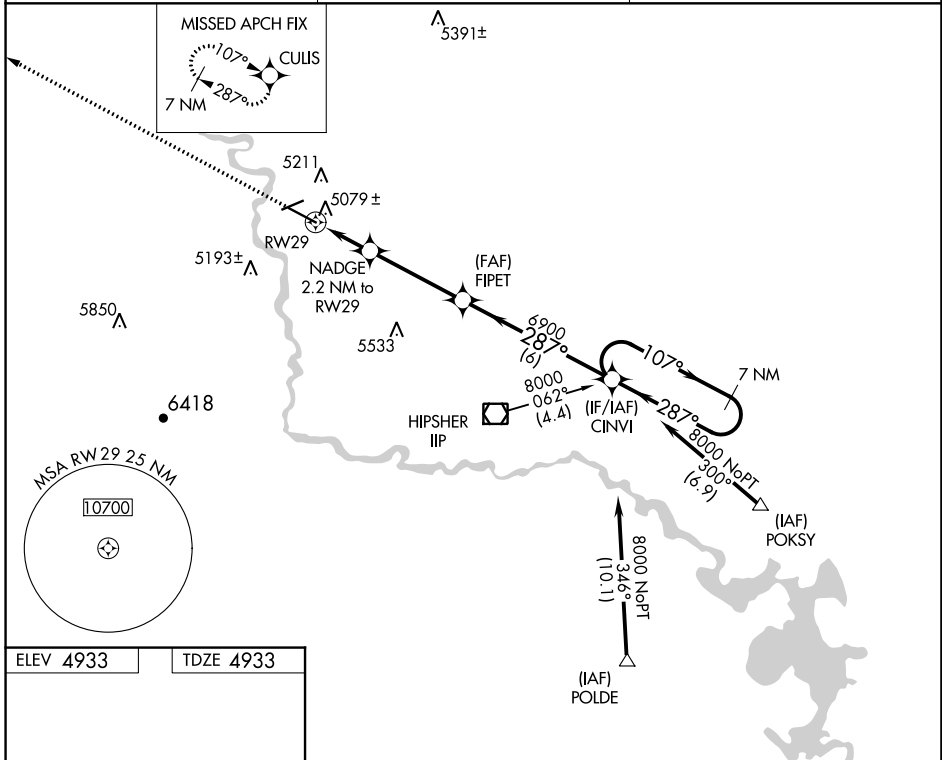 MISSED APCH FIX
107°
CULIS
287°
7 NM
5391±
5211
5079±
RW29
5193±
NADGE
2.2 NM to
RW29
(FAF)
FIPET
5850
5533
6900
287°
(6)
107°
7 NM
8000
062°
(4.4)
HIPSHER
IIP
(IF/IAF)
CINVI
287°
8000 NoPT
300°
(6.9)
6418
MSA RW29 25 NM
10700
(IAF)
POKSY
8000 NoPT
346°
(10.1)
(IAF)
POLDE
ELEV 4933
TDZE 4933